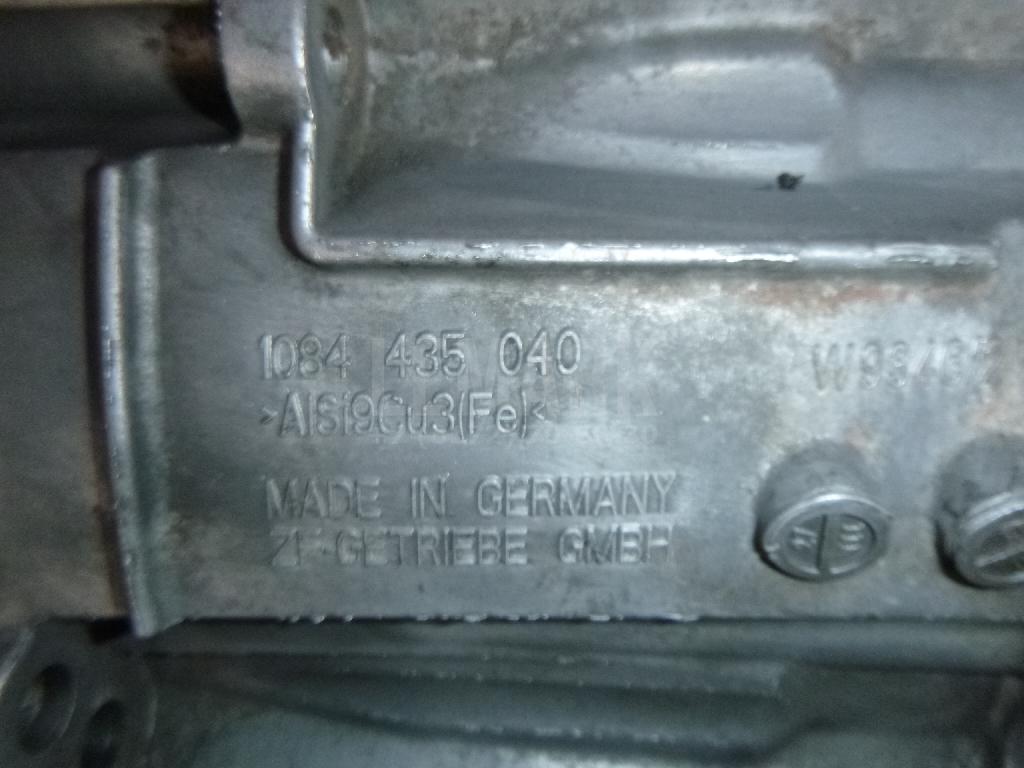 1084 435 040
>AlSi9Cu3(Fe)<
MADE IN GERMANY
ZF-GETRIEBE GMBH